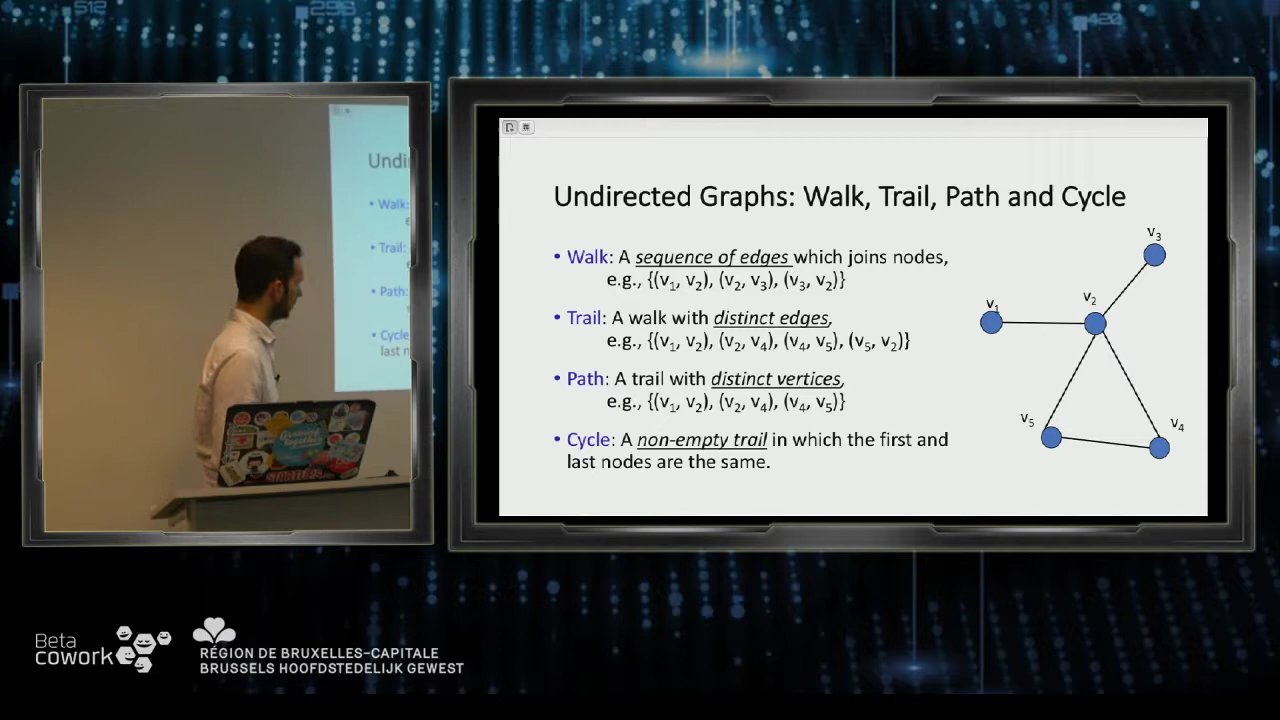 512
298
420
Undi
• Walk:
• Trail:
• Path:
• Cycle
last n
Undirected Graphs: Walk, Trail, Path and Cycle
• Walk: A sequence of edges which joins nodes,
e.g., {(v₁, v₂), (v₂, v₃), (v₃, v₂)}
• Trail: A walk with distinct edges,
e.g., {(v₁, v₂), (v₂, v₄), (v₄, v₅), (v₅, v₂)}
• Path: A trail with distinct vertices,
e.g., {(v₁, v₂), (v₂, v₄), (v₄, v₅)}
• Cycle: A non-empty trail in which the first and
last nodes are the same.
v₃
v₁
v₂
v₅
v₄
Beta
cowork
RÉGION DE BRUXELLES-CAPITALE
BRUSSELS HOOFDSTEDELIJK GEWEST